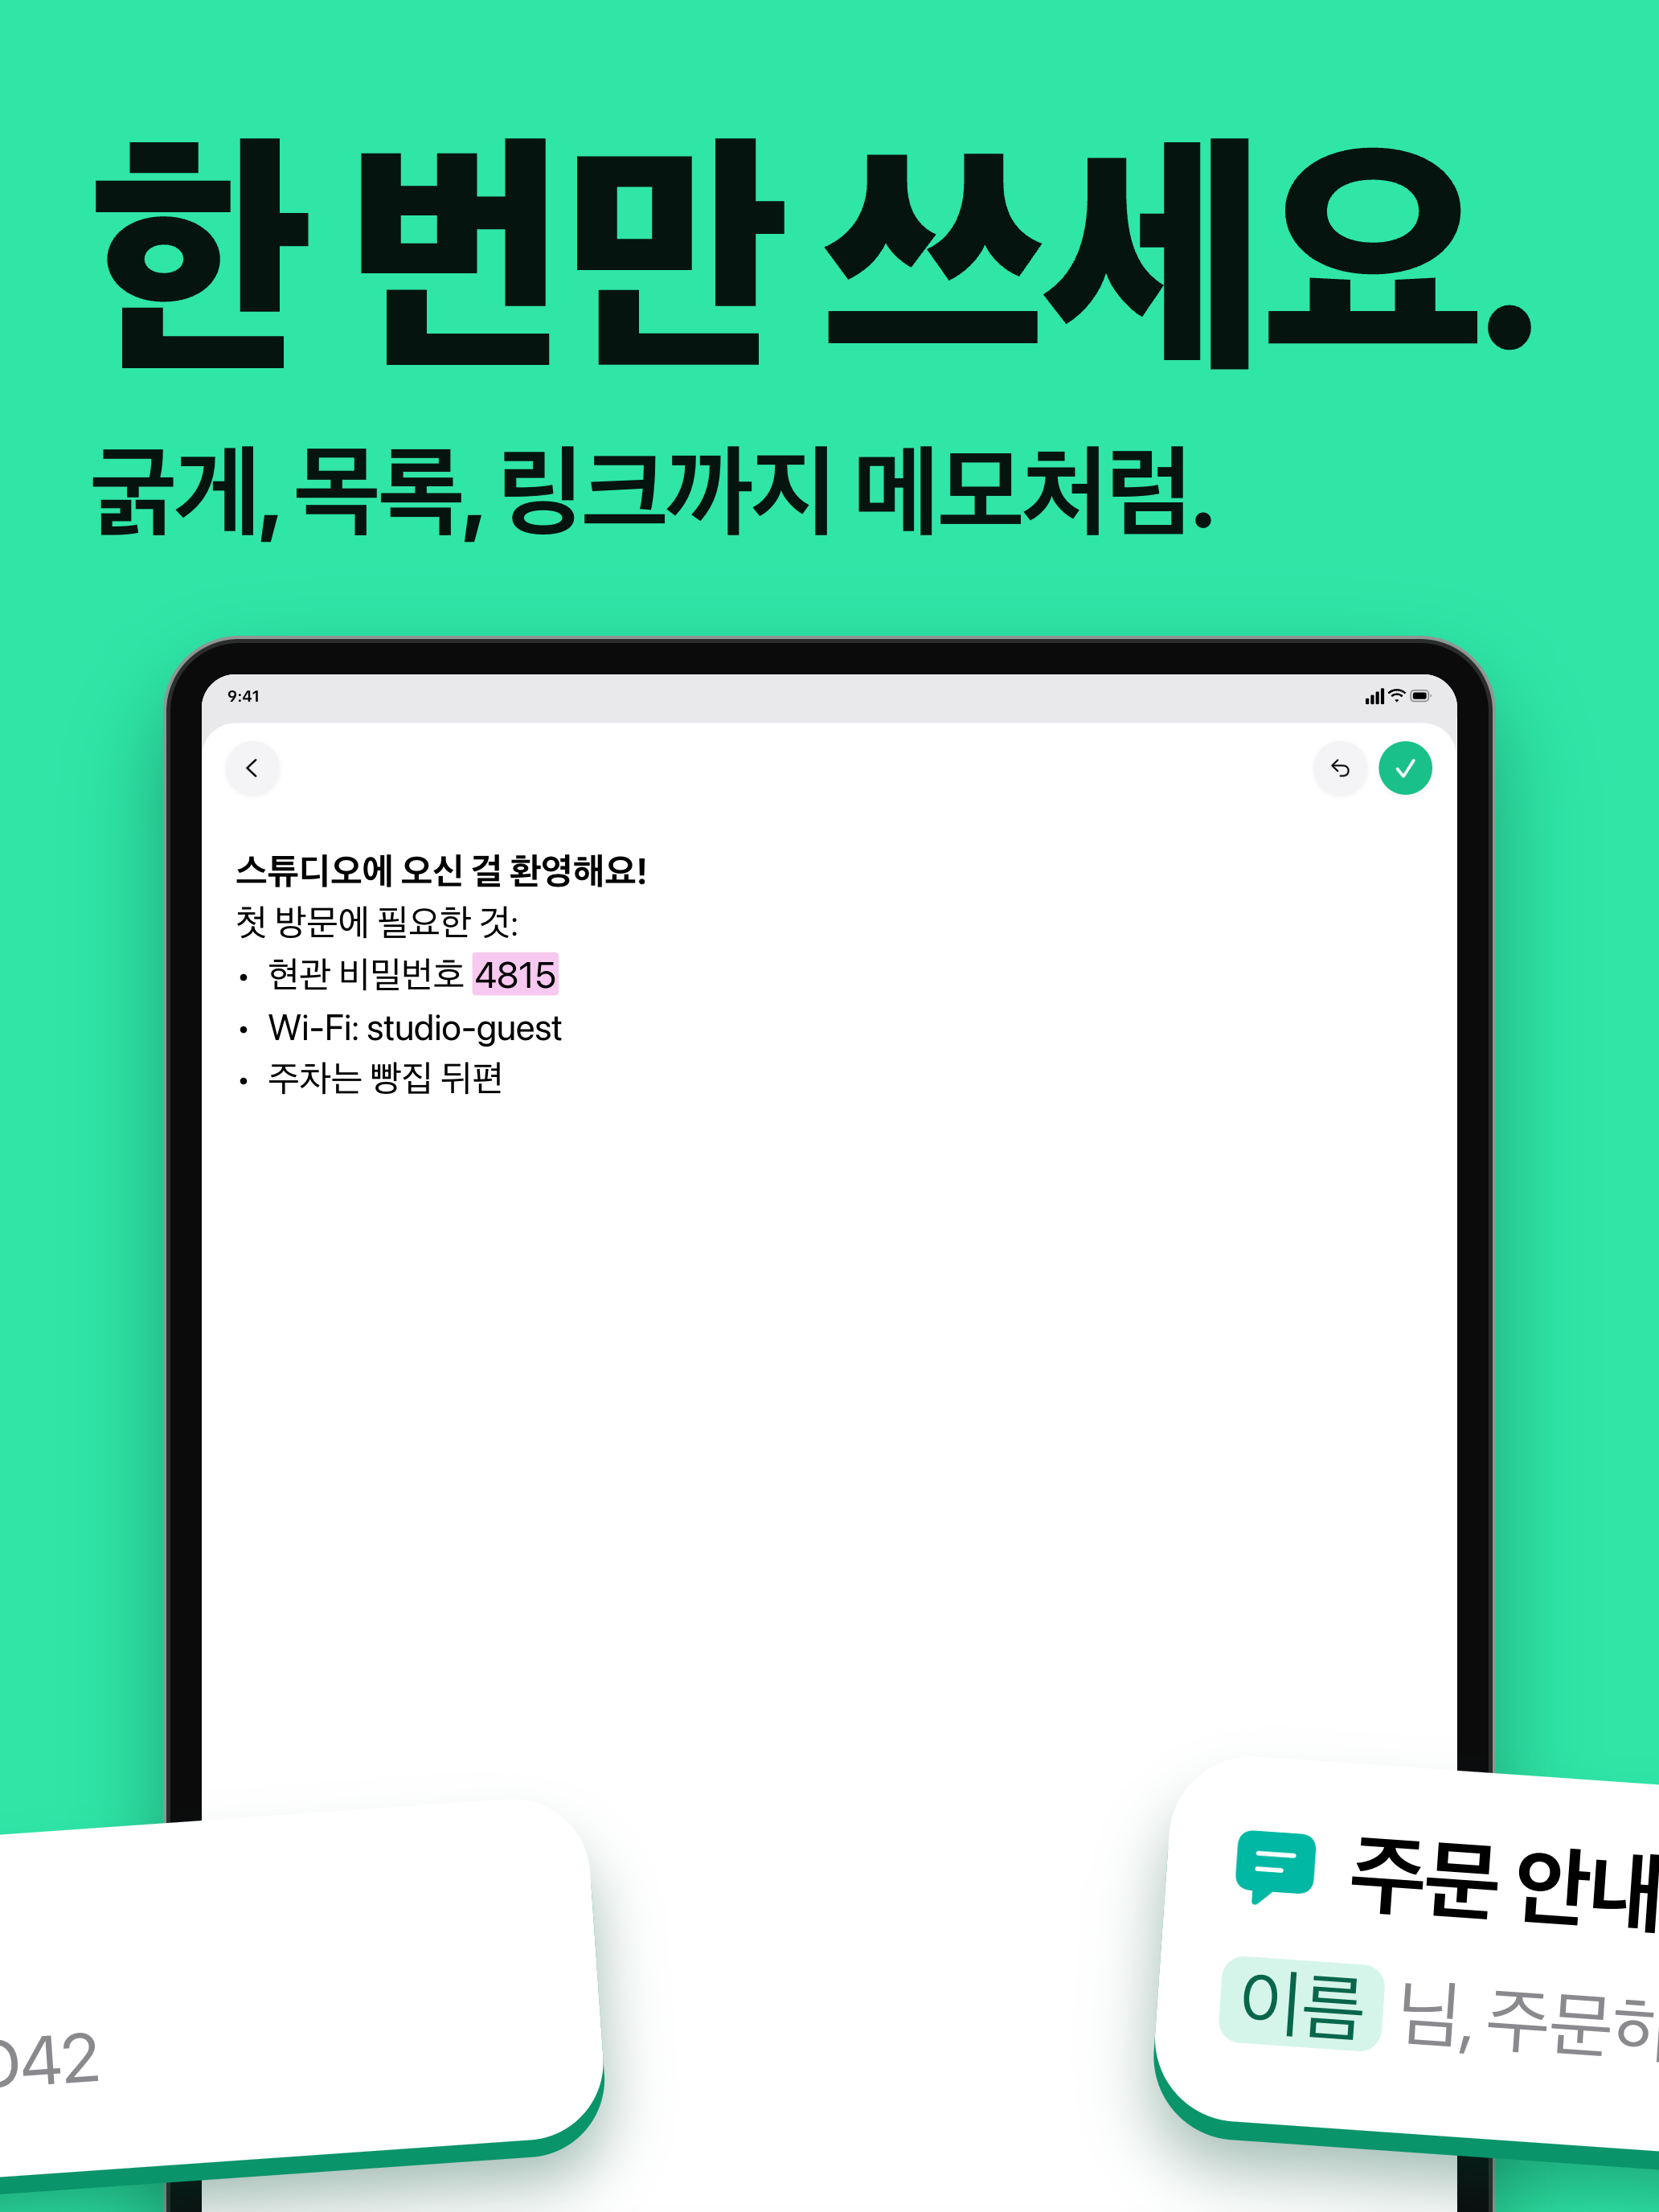 한 번만 쓰세요.
굵게, 목록, 링크까지 메모처럼.
9:41
스튜디오에 오신 걸 환영해요!
첫 방문에 필요한 것:
• 현관 비밀번호 4815
• Wi-Fi: studio-guest
• 주차는 빵집 뒤편
주문 안내
이름 님, 주문하
042